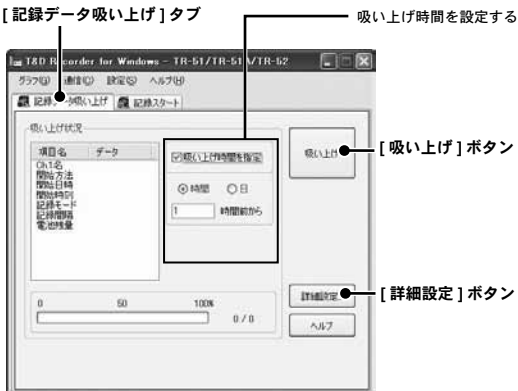 [ 記録データ吸い上げ ] タブ
吸い上げ時間を設定する
T&D Recorder for Windows - TR-51/TR-51A/TR-52
グラフ(G) 通信(C) 設定(S) ヘルプ(H)
記録データ吸い上げ 記録スタート
吸い上げ状況
項目名 データ
Ch1名
開始方法
開始日時
開始時刻
記録モード
記録間隔
電池残量
吸い上げ時間を指定
時間 日
1 時間前から
吸い上げ
[ 吸い上げ ] ボタン
0 50 100%
0 / 0
詳細設定
[ 詳細設定 ] ボタン
ヘルプ